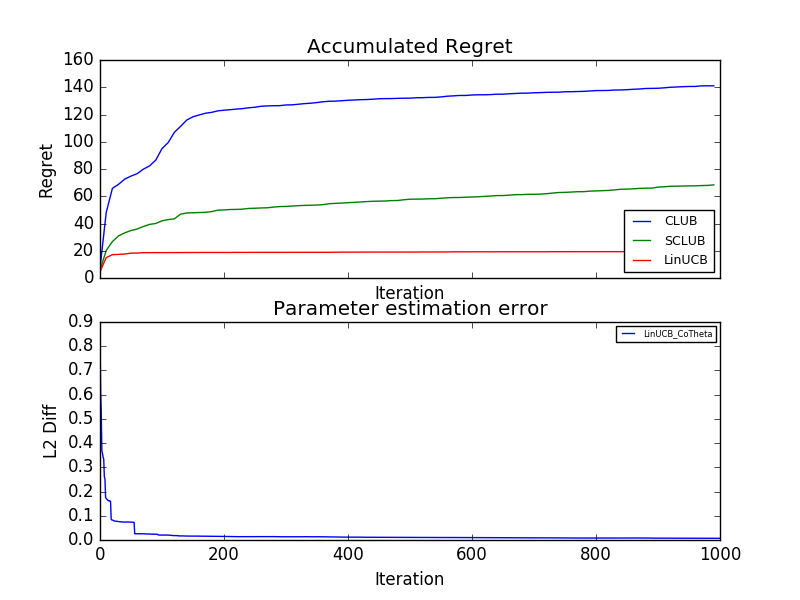 Accumulated Regret
160
140
120
100
80
60
40
20
0
Regret
CLUB
SCLUB
LinUCB
Iteration
Parameter estimation error
0.9
0.8
0.7
0.6
0.5
0.4
0.3
0.2
0.1
0.0
L2 Diff
LinUCB_CoTheta
0 200 400 600 800 1000
Iteration